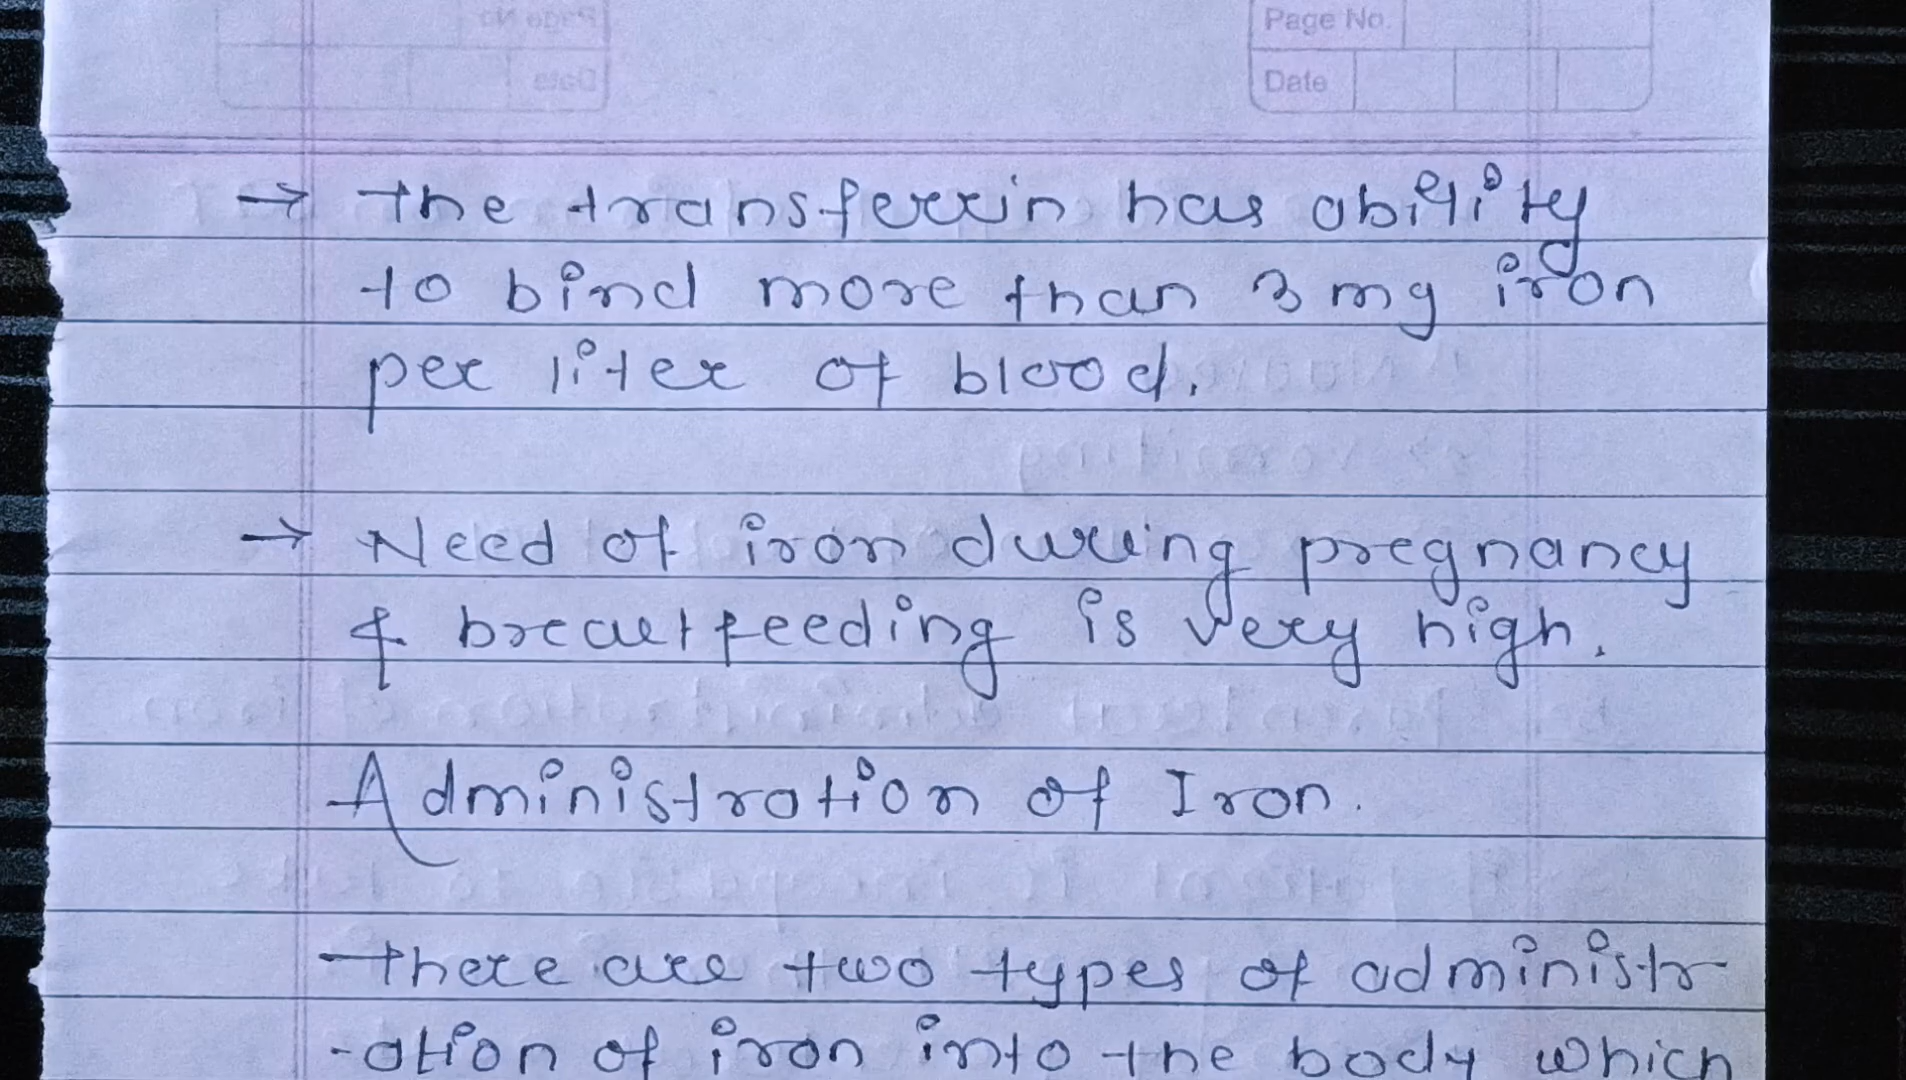 Page No.
Date
→ The transferrin has ability
to bind more than 3 mg iron
per liter of blood.
→ Need of iron during pregnancy
& breastfeeding is very high.
Administration of Iron.
There are two types of administr-
-ation of iron into the body which